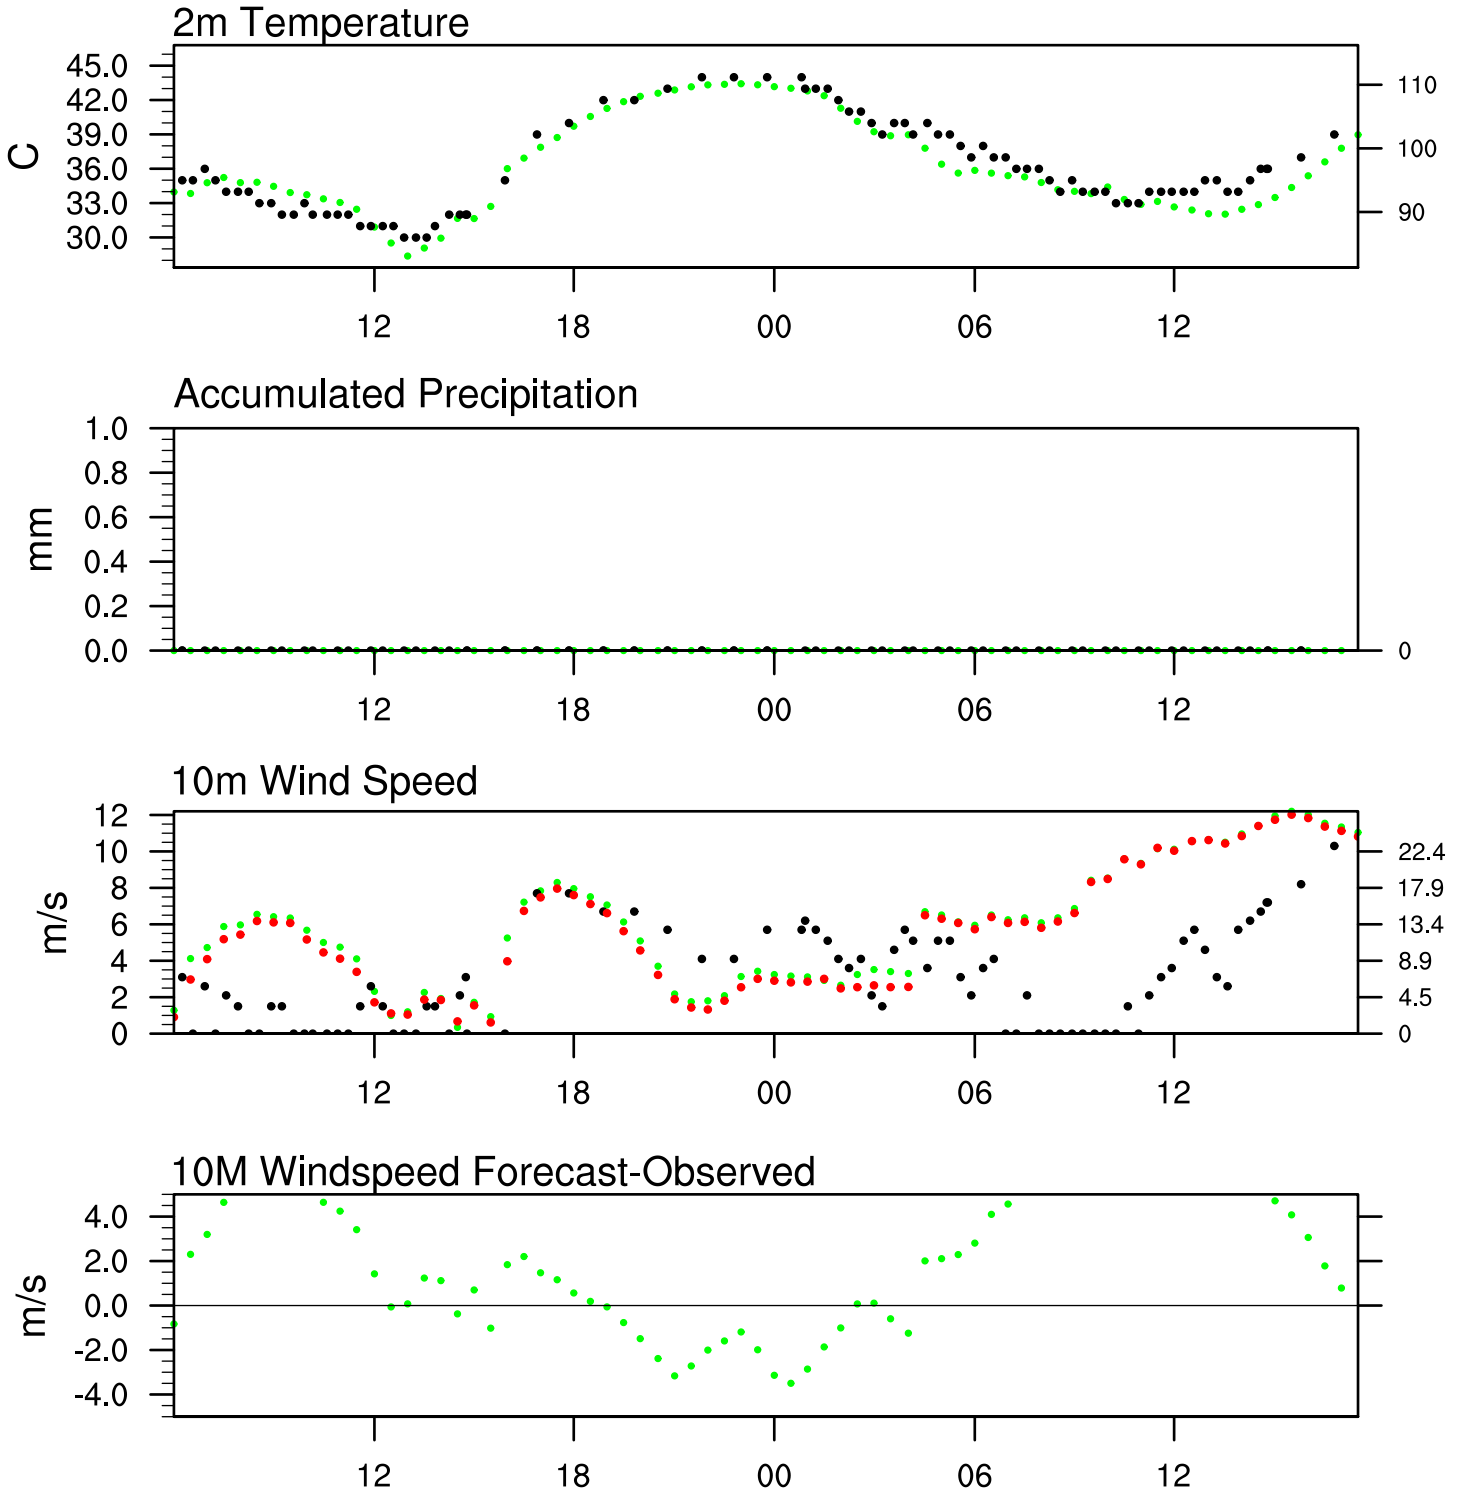 2m Temperature
45.0
42.0
39.0
36.0
33.0
30.0
C
110
100
90
12 18 00 06 12
Accumulated Precipitation
1.0
0.8
0.6
0.4
0.2
0.0
mm
0
12 18 00 06 12
10m Wind Speed
12
10
8
6
4
2
0
m/s
22.4
17.9
13.4
8.9
4.5
0
12 18 00 06 12
10M Windspeed Forecast-Observed
4.0
2.0
0.0
-2.0
-4.0
m/s
12 18 00 06 12